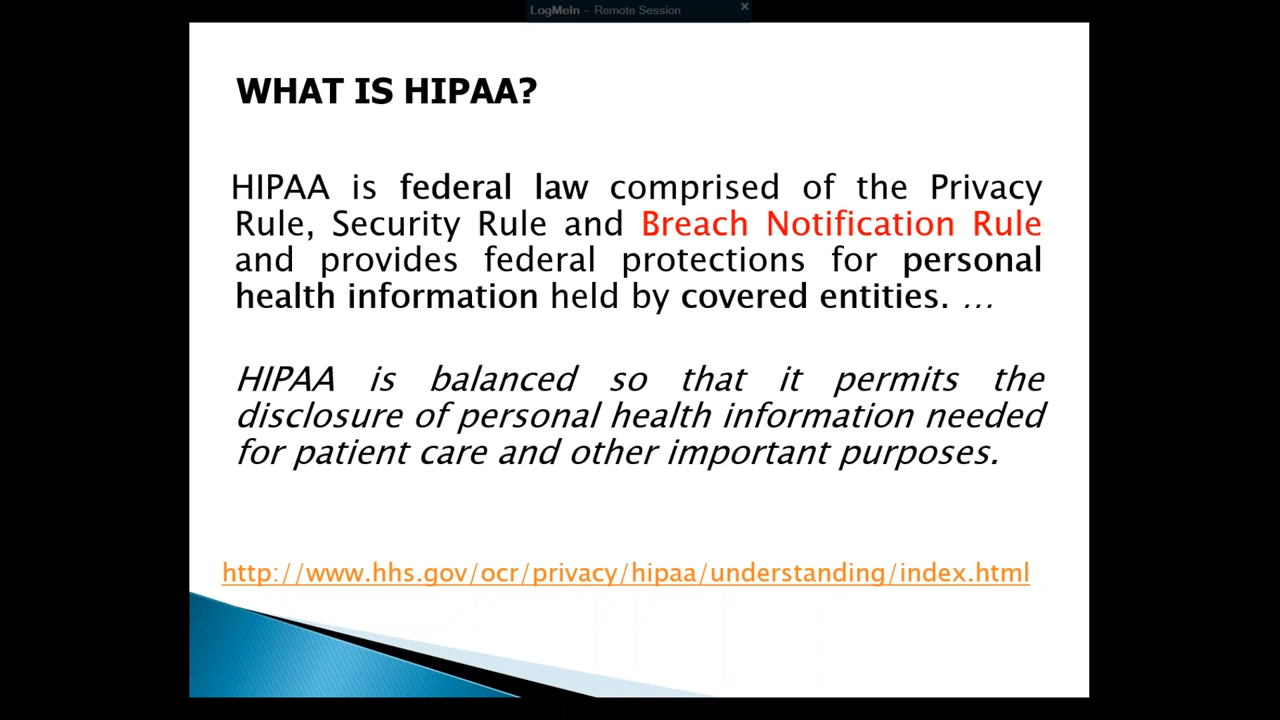 LogMeIn - Remote Session
WHAT IS HIPAA?
HIPAA is federal law comprised of the Privacy
Rule, Security Rule and Breach Notification Rule
and provides federal protections for personal
health information held by covered entities. …
HIPAA is balanced so that it permits the
disclosure of personal health information needed
for patient care and other important purposes.
http://www.hhs.gov/ocr/privacy/hipaa/understanding/index.html